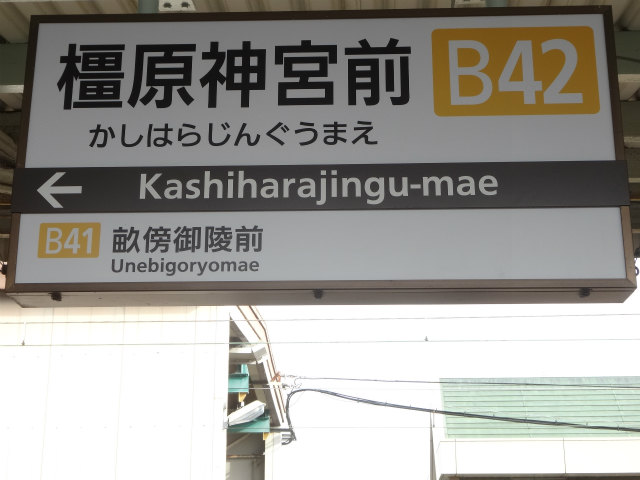 橿原神宮前 B42
かしはらじんぐうまえ
← Kashiharajingu-mae
B41 畝傍御陵前
Unebigoryomae